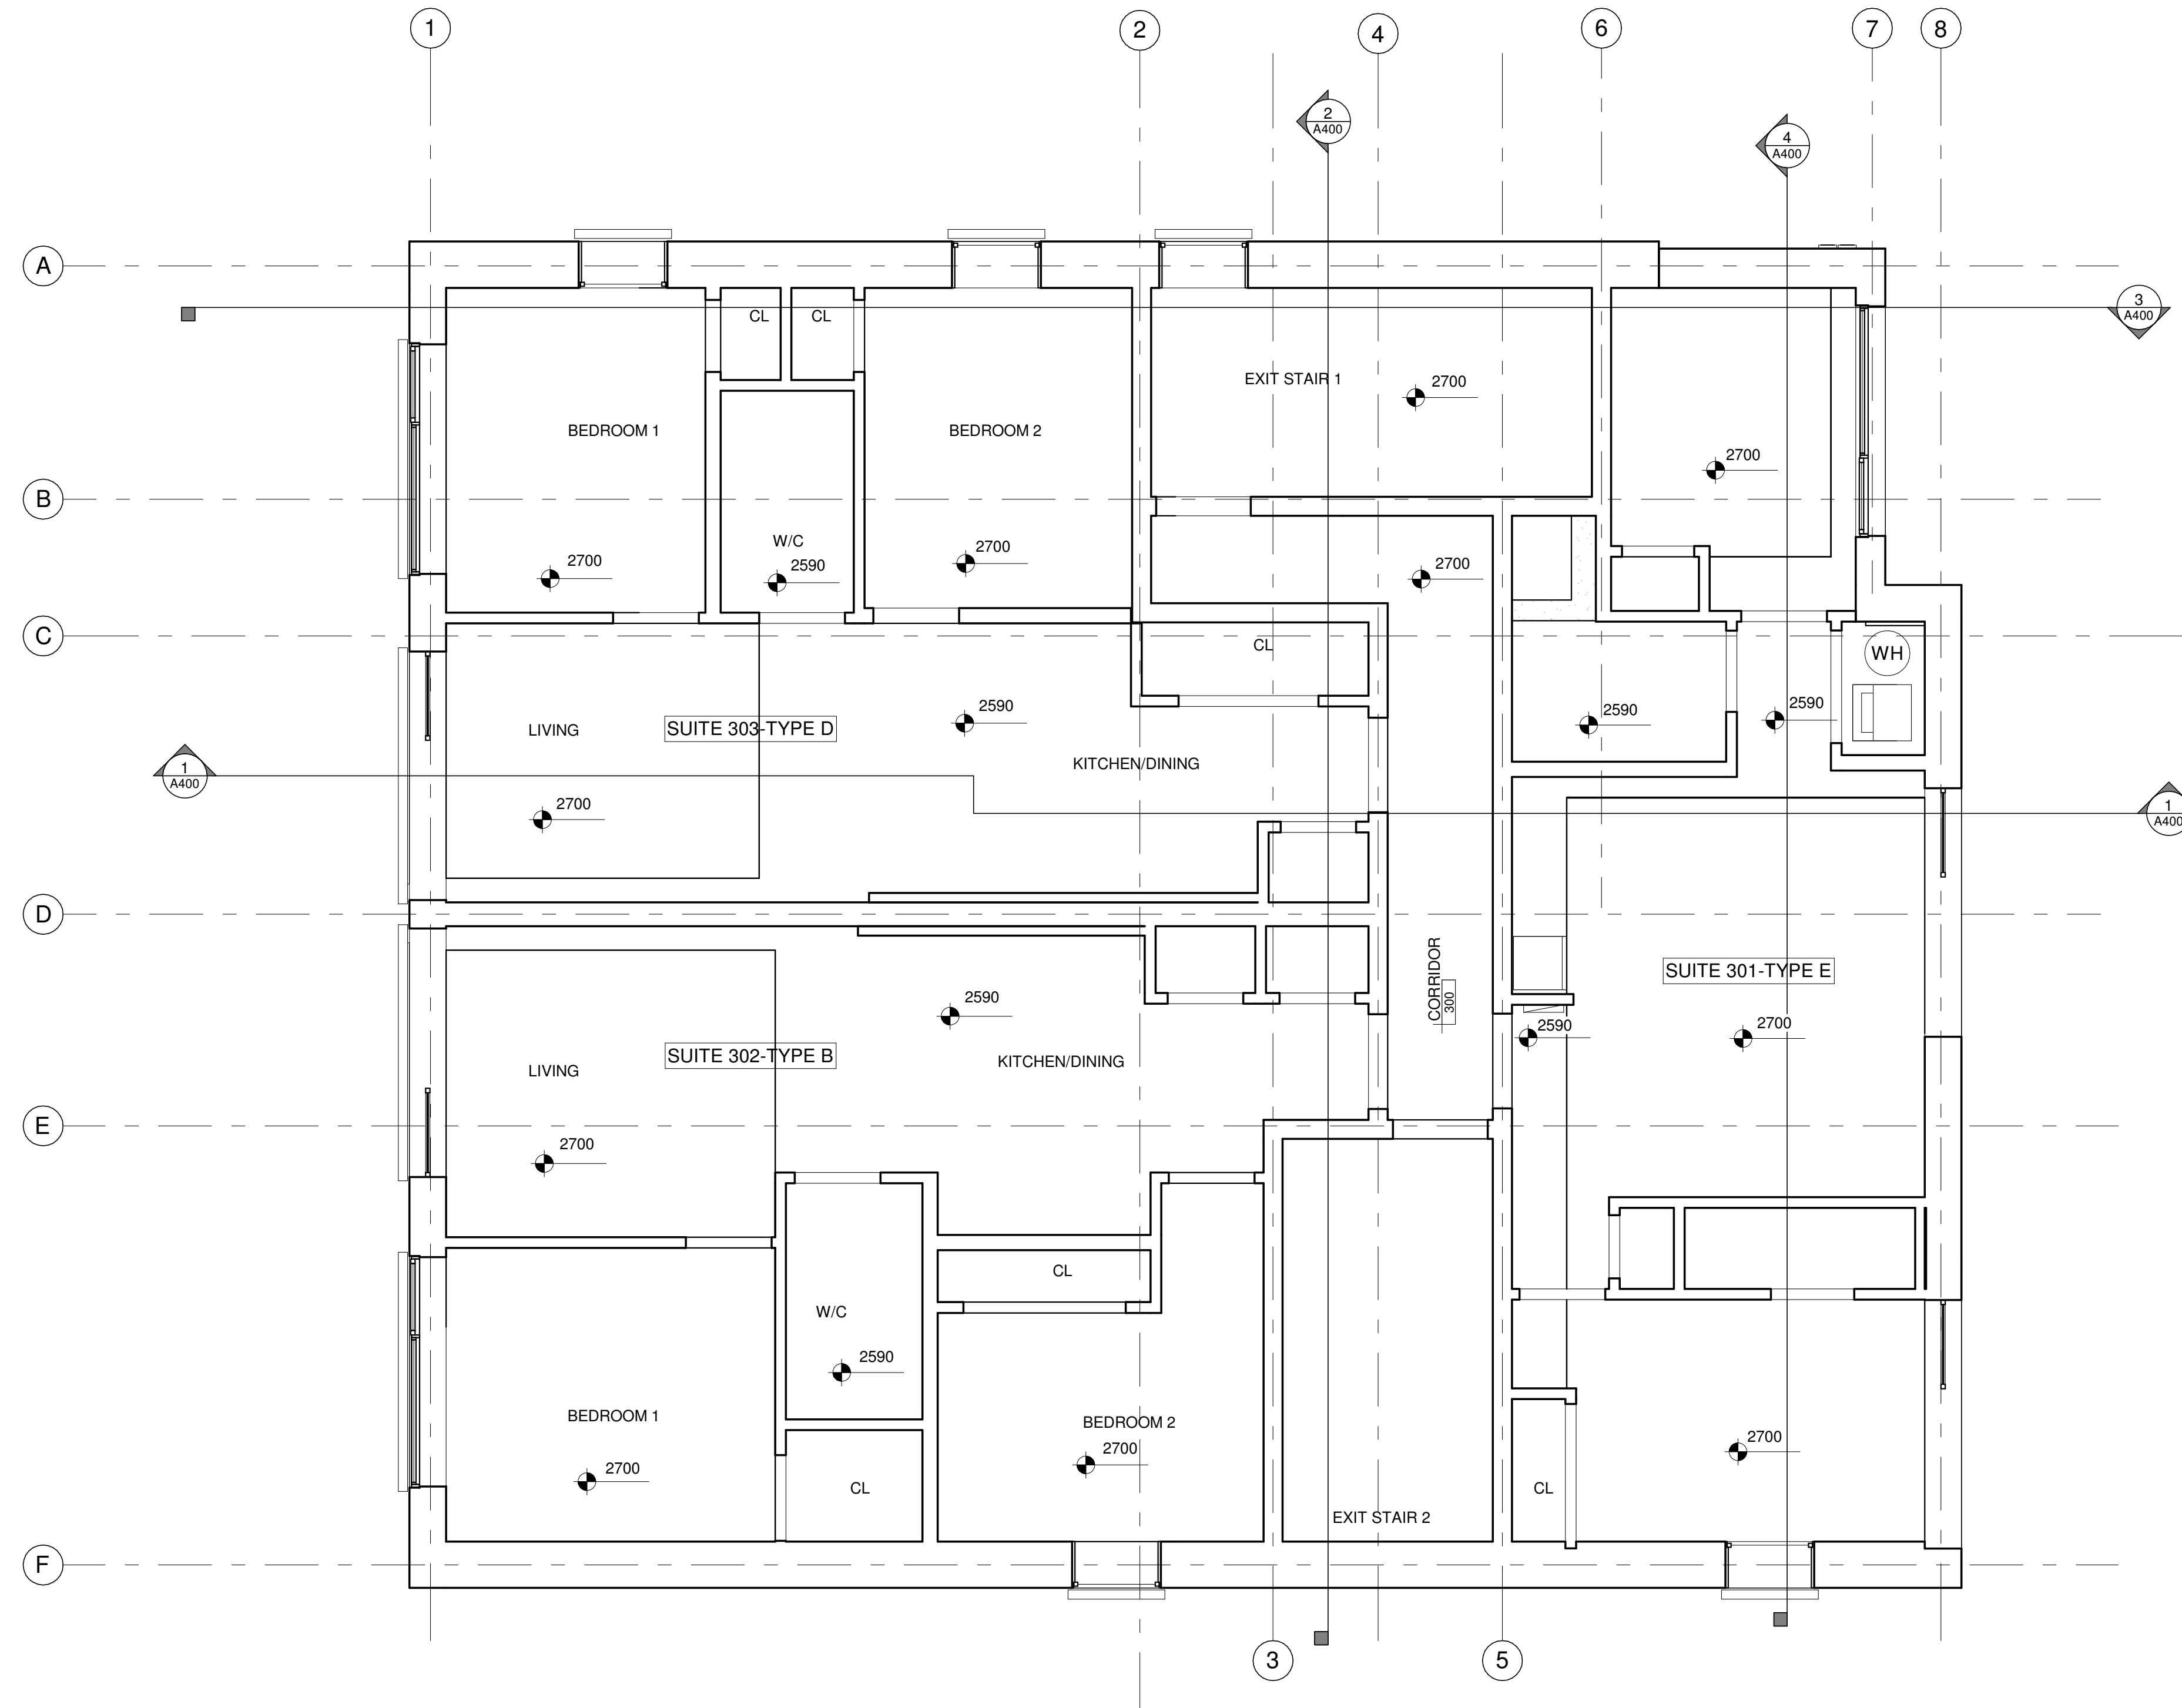 1
2
4
6
7
8
2
A400
4
A400
A
3
A400
CL
CL
EXIT STAIR 1
2700
BEDROOM 1
BEDROOM 2
2700
B
W/C
2700
2700
2590
2700
C
CL
WH
2590
2590
2590
LIVING
SUITE 303-TYPE D
KITCHEN/DINING
1
A400
2700
1
A400
D
CORRIDOR
300
SUITE 301-TYPE E
2590
2590
2700
SUITE 302-TYPE B
KITCHEN/DINING
LIVING
E
2700
CL
W/C
2590
BEDROOM 1
BEDROOM 2
2700
2700
2700
CL
CL
EXIT STAIR 2
F
3
5